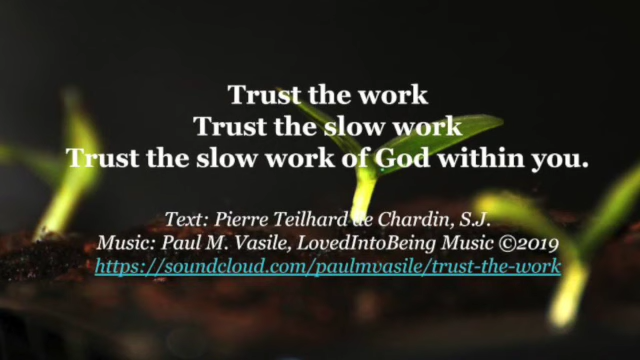 Trust the work
Trust the slow work
Trust the slow work of God within you.
Text: Pierre Teilhard de Chardin, S.J.
Music: Paul M. Vasile, LovedIntoBeing Music ©2019
https://soundcloud.com/paulmvasile/trust-the-work